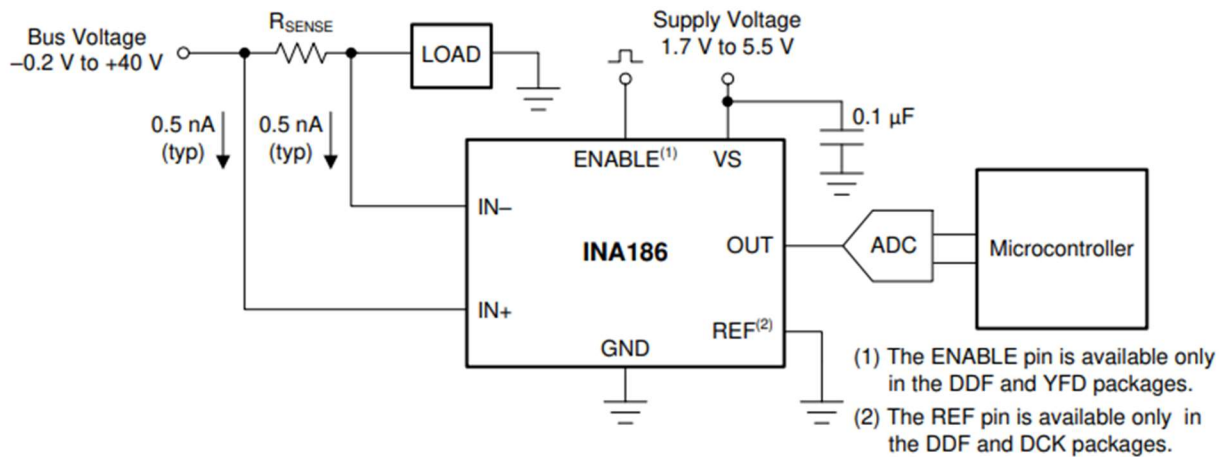 Bus Voltage
–0.2 V to +40 V
RSENSE
LOAD
Supply Voltage
1.7 V to 5.5 V
0.5 nA
(typ)
0.5 nA
(typ)
0.1 µF
ENABLE(1)
VS
IN–
INA186
OUT
ADC
Microcontroller
IN+
REF(2)
GND
(1) The ENABLE pin is available only
in the DDF and YFD packages.
(2) The REF pin is available only in
the DDF and DCK packages.